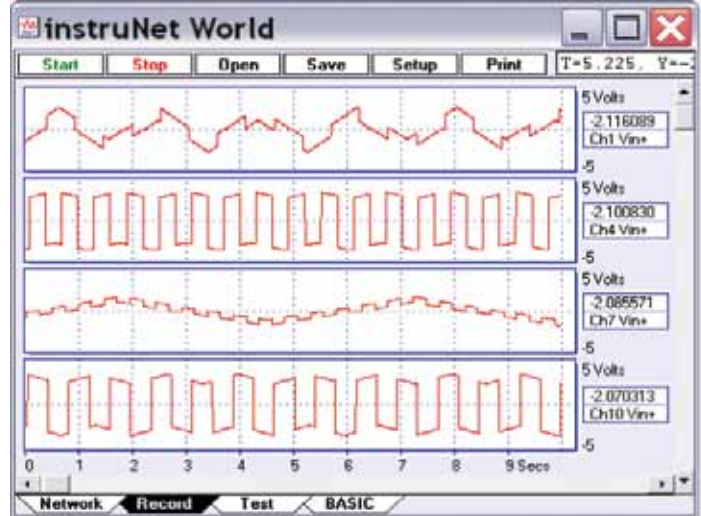 instruNet World
Start Stop Open Save Setup Print T=5.225, Y=-2
5 Volts
-2.116089
Ch1 Vin+
-5
5 Volts
-2.100830
Ch4 Vin+
-5
5 Volts
-2.085571
Ch7 Vin+
-5
5 Volts
-2.070313
Ch10 Vin+
-5
0 1 2 3 4 5 6 7 8 9 Secs
Network Record Test BASIC